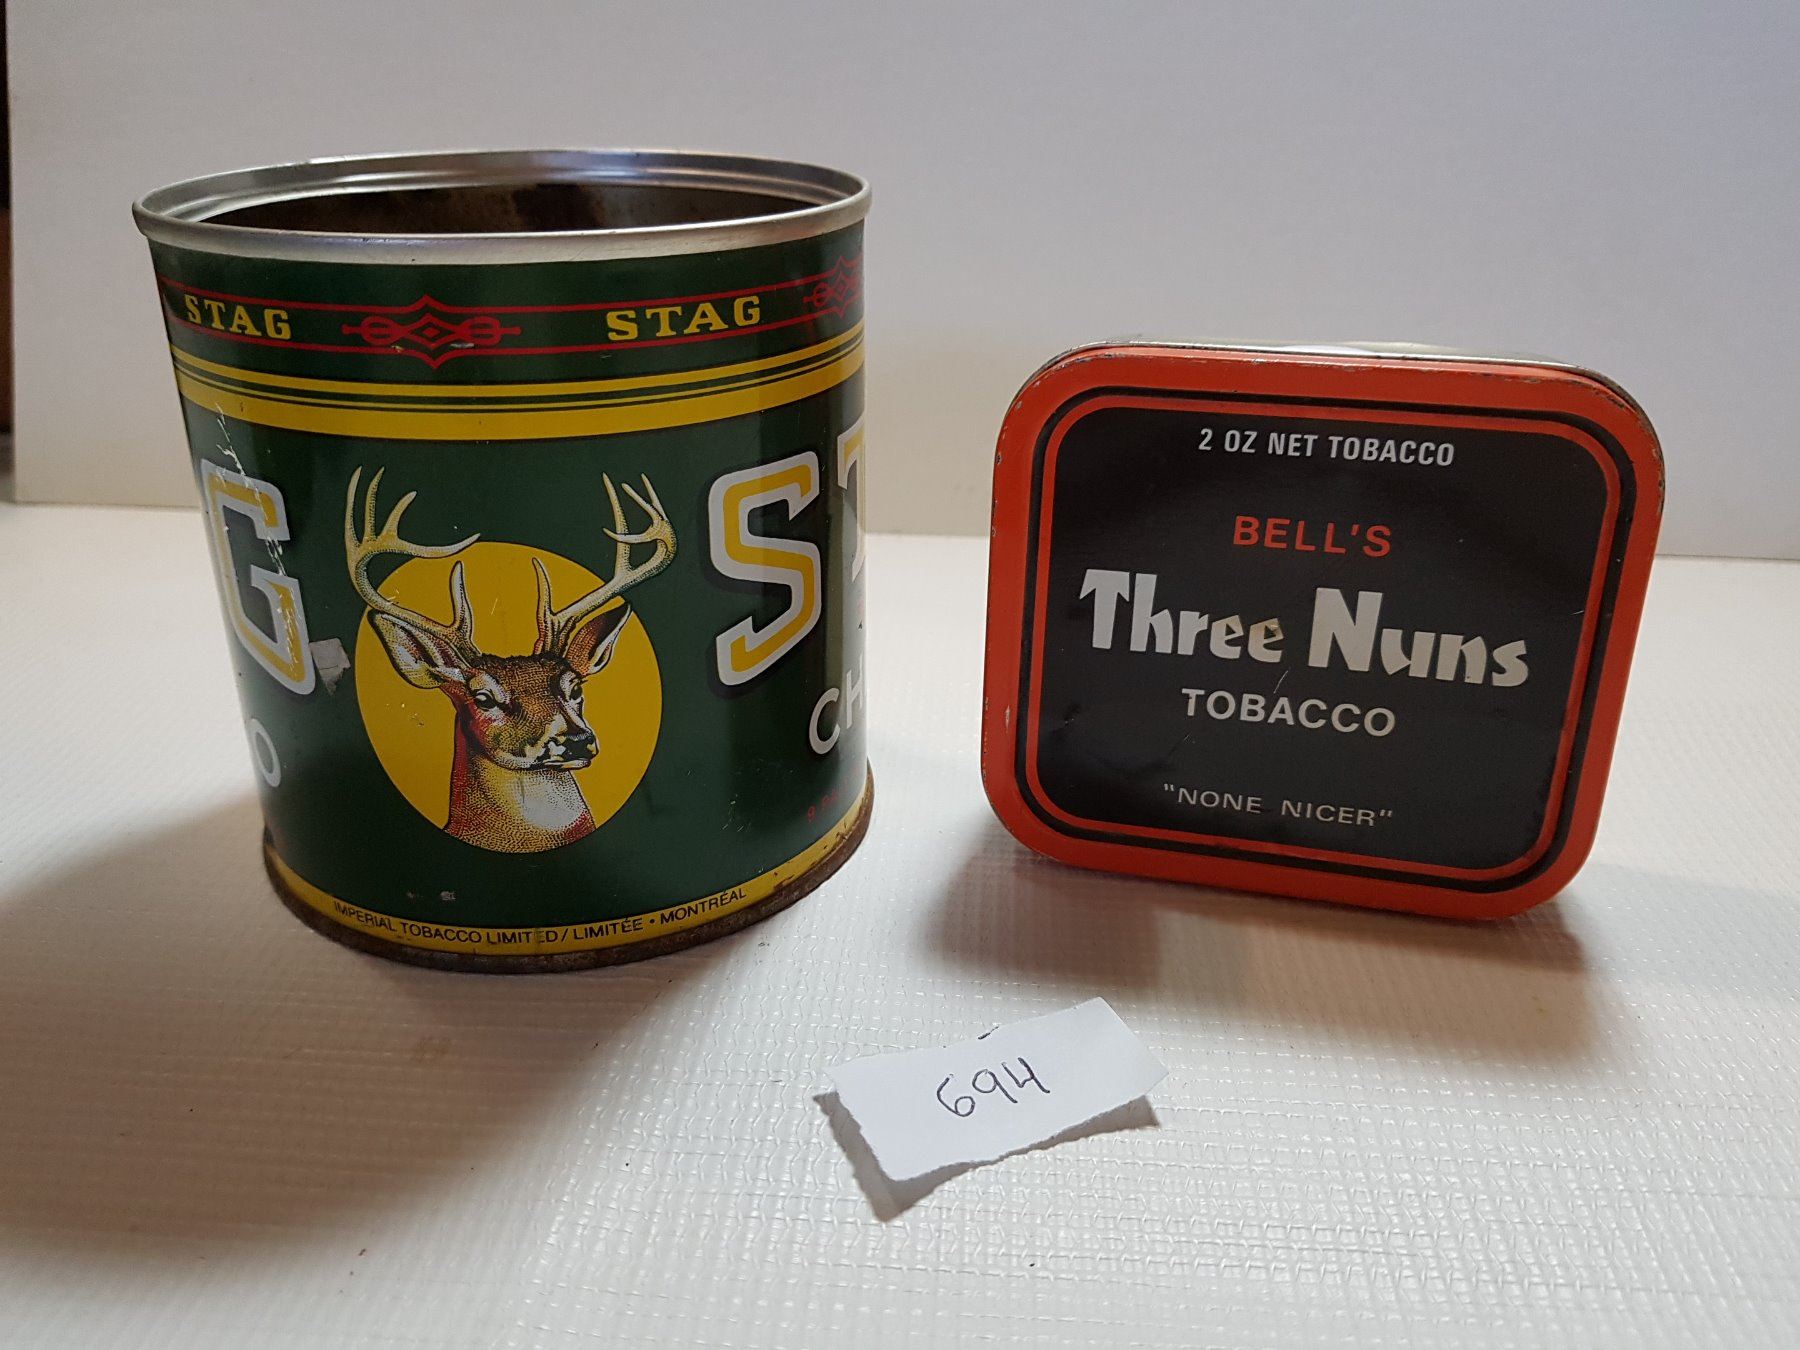 STAG STAG
G S
CH
O
IMPERIAL TOBACCO LIMITED / LIMITÉE • MONTRÉAL
2 OZ NET TOBACCO
BELL'S
Three Nuns
TOBACCO
"NONE NICER"
694